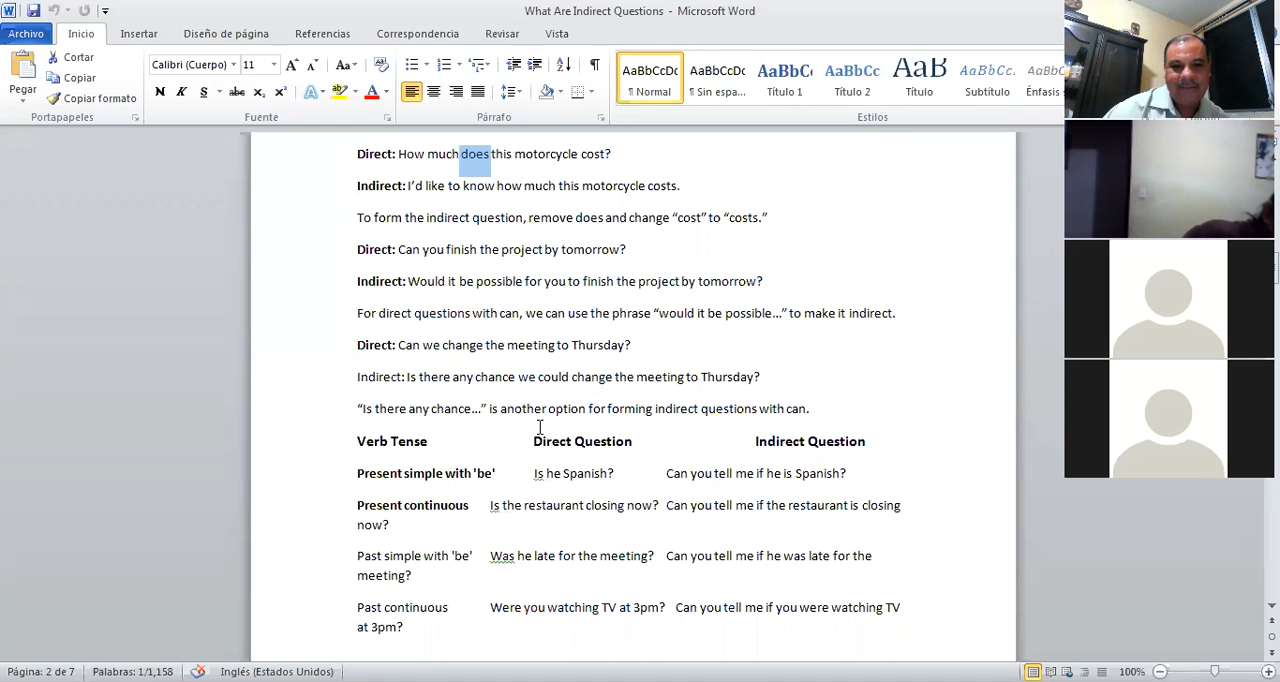 What Are Indirect Questions - Microsoft Word
Archivo Inicio Insertar Diseño de página Referencias Correspondencia Revisar Vista
Pegar
Cortar
Copiar
Copiar formato
Portapapeles
Calibri (Cuerpo) 11
Fuente
Párrafo
AaBbCcDc AaBbCcDc AaBbC AaBbCc AaB AaBbCcL AaBbCcDc
¶ Normal ¶ Sin espa... Título 1 Título 2 Título Subtítulo Énfasis
Estilos
Direct: How much does this motorcycle cost?
Indirect: I’d like to know how much this motorcycle costs.
To form the indirect question, remove does and change “cost” to “costs.”
Direct: Can you finish the project by tomorrow?
Indirect: Would it be possible for you to finish the project by tomorrow?
For direct questions with can, we can use the phrase “would it be possible…” to make it indirect.
Direct: Can we change the meeting to Thursday?
Indirect: Is there any chance we could change the meeting to Thursday?
“Is there any chance…” is another option for forming indirect questions with can.
Verb Tense Direct Question Indirect Question
Present simple with 'be' Is he Spanish? Can you tell me if he is Spanish?
Present continuous Is the restaurant closing now? Can you tell me if the restaurant is closing
now?
Past simple with 'be' Was he late for the meeting? Can you tell me if he was late for the
meeting?
Past continuous Were you watching TV at 3pm? Can you tell me if you were watching TV
at 3pm?
Página: 2 de 7 Palabras: 1/1,158 Inglés (Estados Unidos) 100%